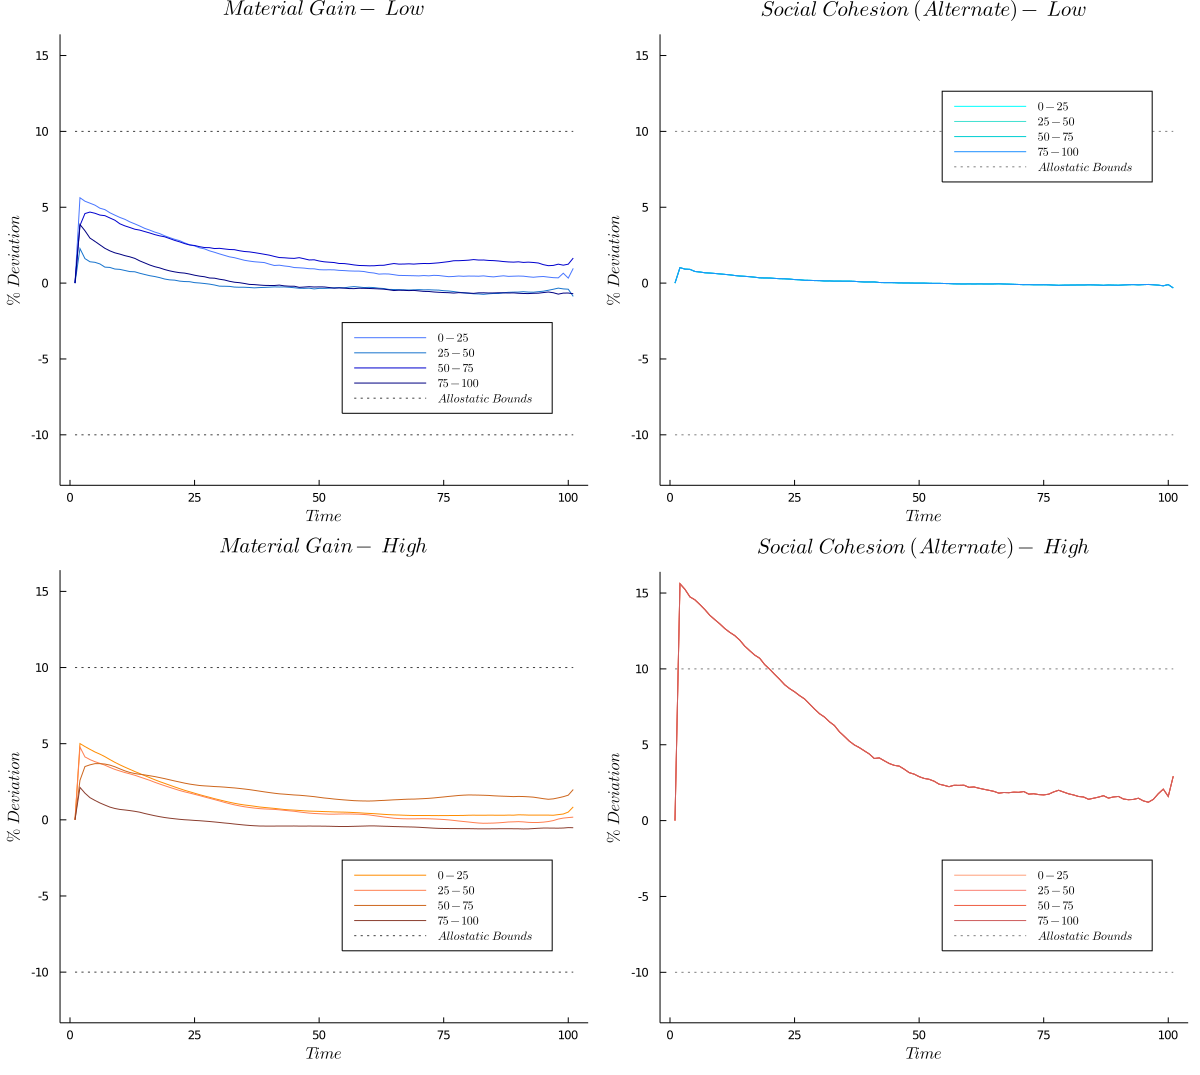 Material Gain − Low
15
10
5
0
-5
-10
% Deviation
0 − 25
25 − 50
50 − 75
75 − 100
Allostatic Bounds
0
25
50
75
100
Time
Social Cohesion (Alternate) − Low
15
10
5
0
-5
-10
% Deviation
0 − 25
25 − 50
50 − 75
75 − 100
Allostatic Bounds
0
25
50
75
100
Time
Material Gain − High
15
10
5
0
-5
-10
% Deviation
0 − 25
25 − 50
50 − 75
75 − 100
Allostatic Bounds
0
25
50
75
100
Time
Social Cohesion (Alternate) − High
15
10
5
0
-5
-10
% Deviation
0 − 25
25 − 50
50 − 75
75 − 100
Allostatic Bounds
0
25
50
75
100
Time